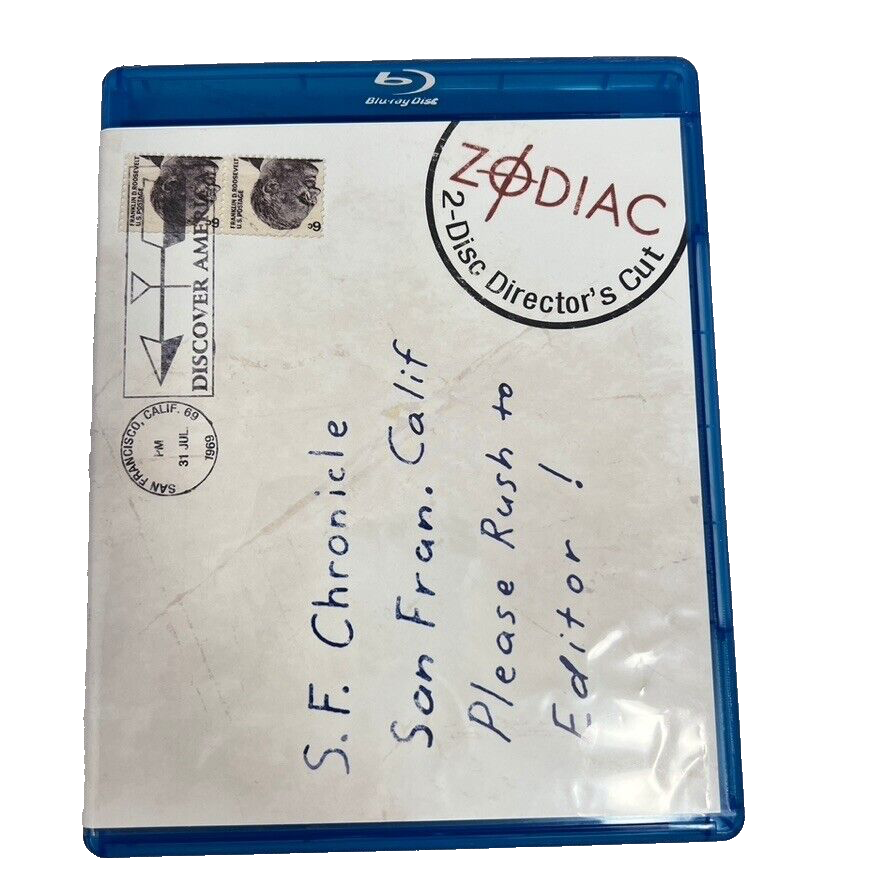 Blu-ray Disc
ZODIAC
2-Disc Director's Cut
FRANKLIN D. ROOSEVELT
U.S. POSTAGE
6¢
FRANKLIN D. ROOSEVELT
U.S. POSTAGE
6¢
DISCOVER AMERICA
SAN FRANCISCO, CALIF. 69
PM
31 JUL
1969
S.F. Chronicle
San Fran. Calif
Please Rush to
Editor!